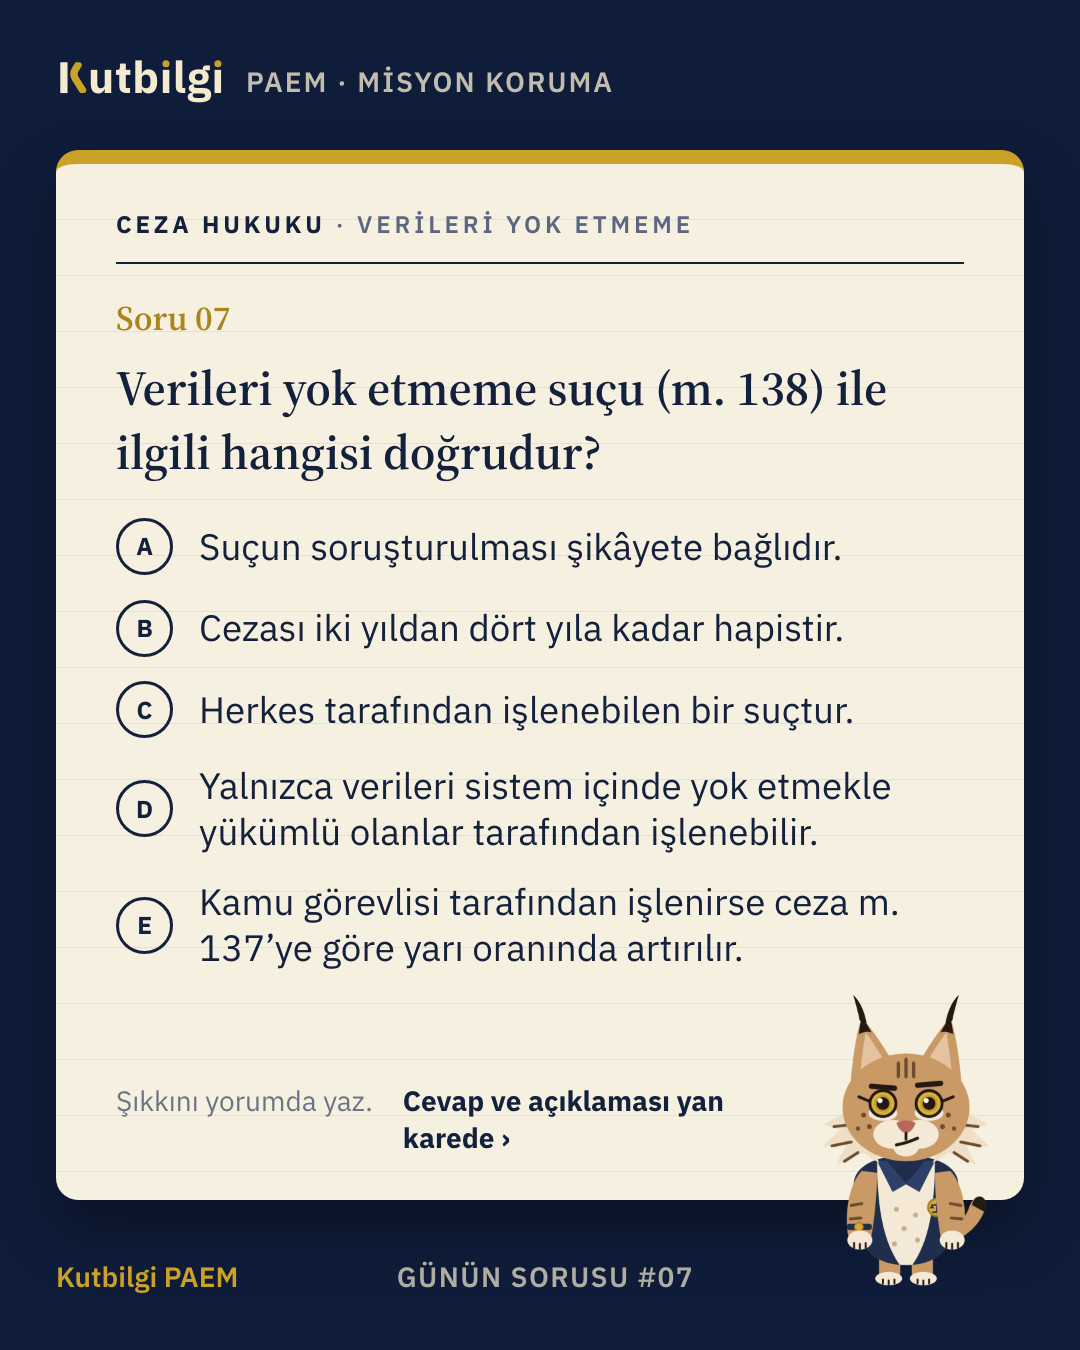 Kutbilgi PAEM · MİSYON KORUMA
CEZA HUKUKU · VERİLERİ YOK ETMEME
Soru 07
Verileri yok etmeme suçu (m. 138) ile
ilgili hangisi doğrudur?
A Suçun soruşturulması şikâyete bağlıdır.
B Cezası iki yıldan dört yıla kadar hapistir.
C Herkes tarafından işlenebilen bir suçtur.
D Yalnızca verileri sistem içinde yok etmekle
yükümlü olanlar tarafından işlenebilir.
E Kamu görevlisi tarafından işlenirse ceza m.
137’ye göre yarı oranında artırılır.
Şıkkını yorumda yaz. Cevap ve açıklaması yan
karede ›
Kutbilgi PAEM GÜNÜN SORUSU #07